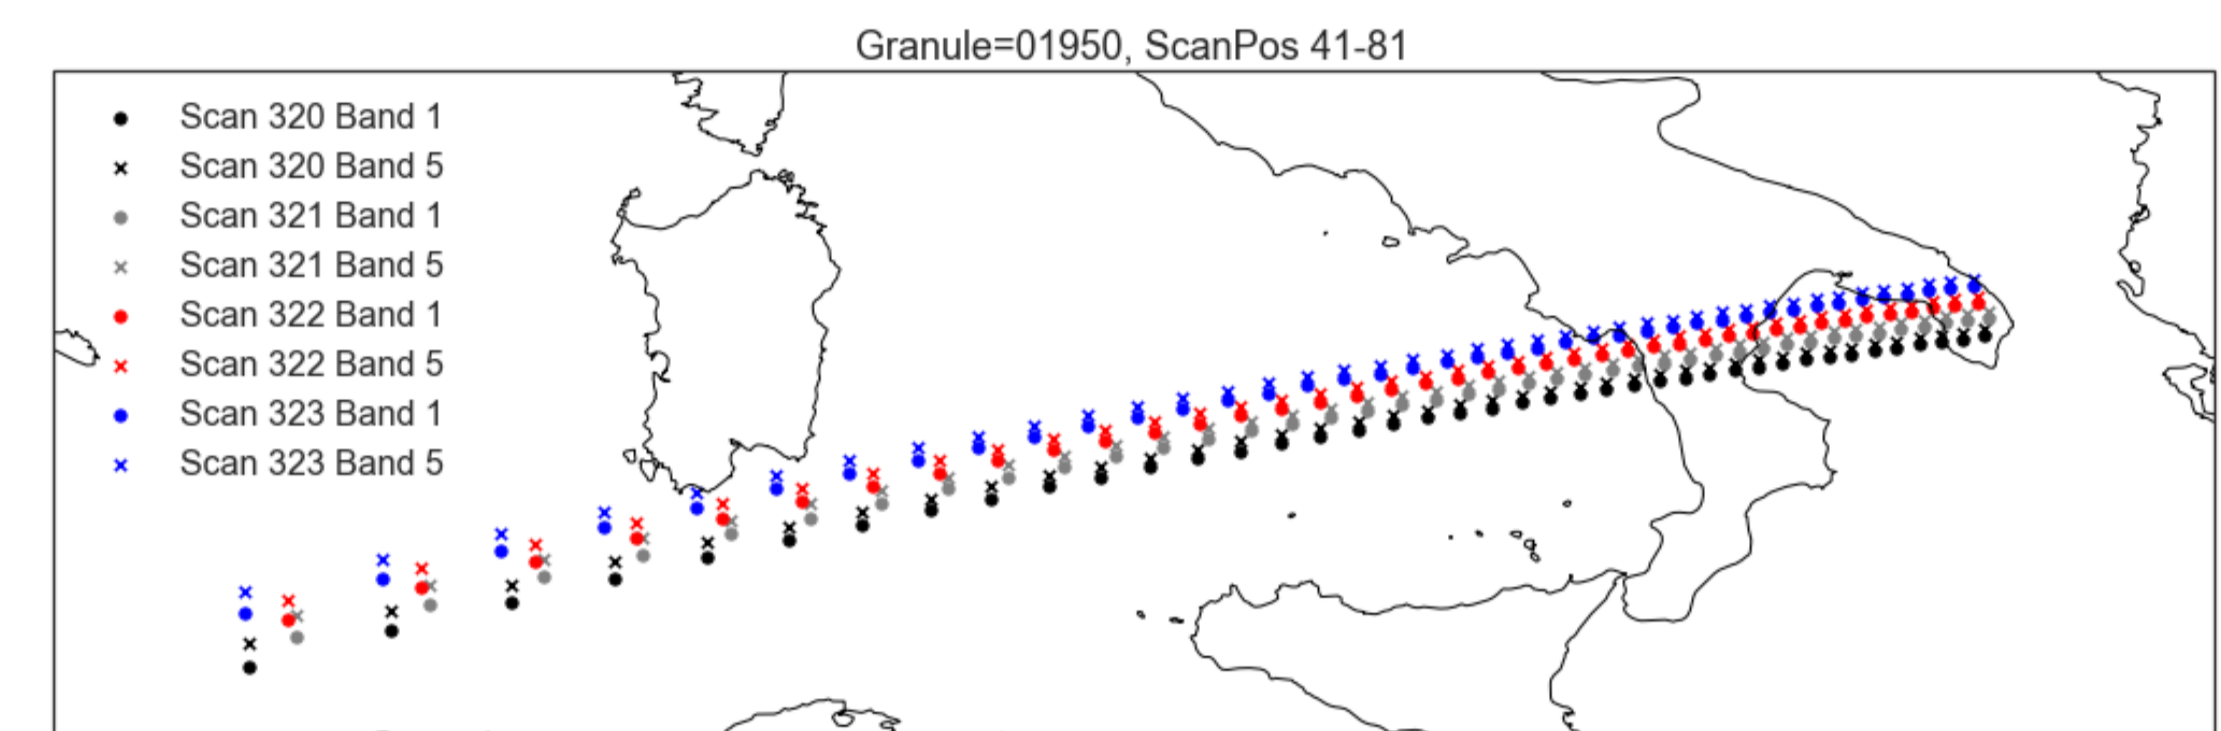 Granule=01950, ScanPos 41-81
Scan 320 Band 1
Scan 320 Band 5
Scan 321 Band 1
Scan 321 Band 5
Scan 322 Band 1
Scan 322 Band 5
Scan 323 Band 1
Scan 323 Band 5